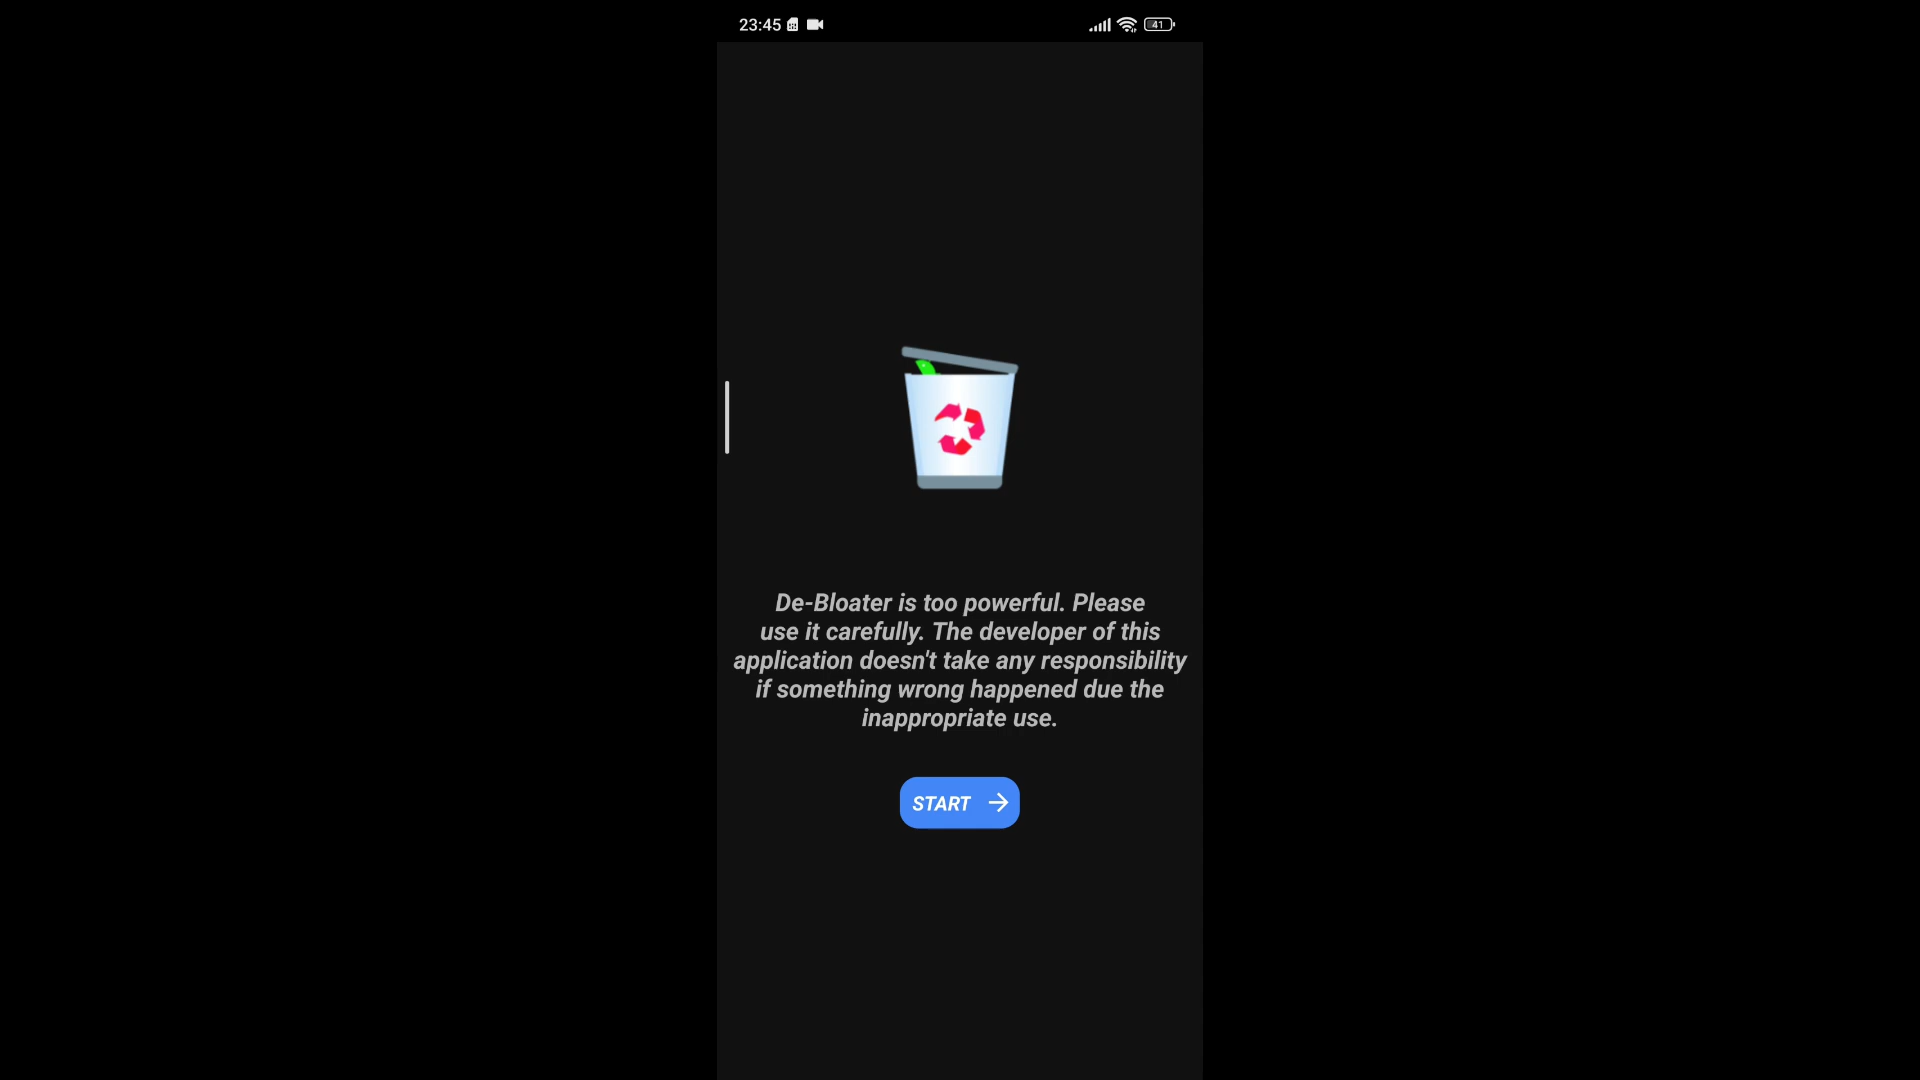 23:45
41
De-Bloater is too powerful. Please
use it carefully. The developer of this
application doesn't take any responsibility
if something wrong happened due the
inappropriate use.
START